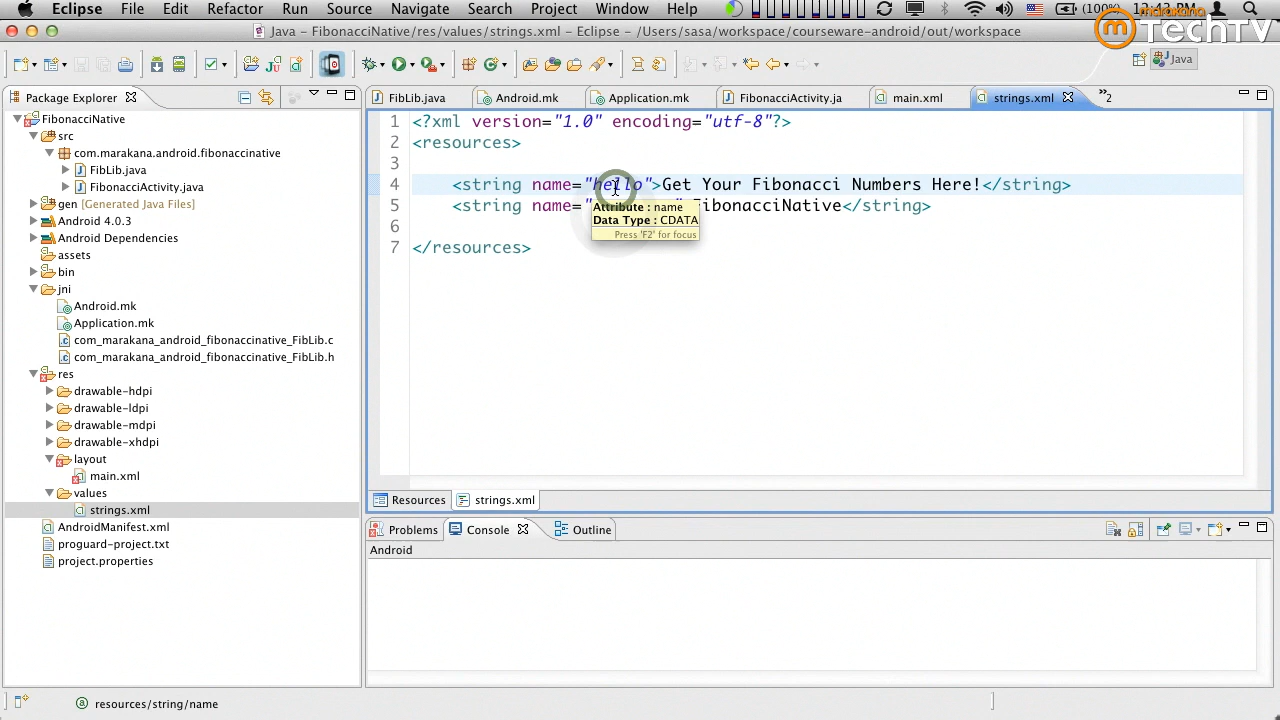 Eclipse File Edit Refactor Run Source Navigate Search Project Window Help (100%)
marakana
TechTV
Java – FibonacciNative/res/values/strings.xml – Eclipse – /Users/sasa/workspace/courseware-android/out/workspace
Java
Package Explorer
FibLib.java Android.mk Application.mk FibonacciActivity.ja main.xml strings.xml »2
FibonacciNative
src
com.marakana.android.fibonaccinative
FibLib.java
FibonacciActivity.java
gen [Generated Java Files]
Android 4.0.3
Android Dependencies
assets
bin
jni
Android.mk
Application.mk
com_marakana_android_fibonaccinative_FibLib.c
com_marakana_android_fibonaccinative_FibLib.h
res
drawable-hdpi
drawable-ldpi
drawable-mdpi
drawable-xhdpi
layout
main.xml
values
strings.xml
AndroidManifest.xml
proguard-project.txt
project.properties
1 <?xml version="1.0" encoding="utf-8"?>
2 <resources>
3
4 <string name="hello">Get Your Fibonacci Numbers Here!</string>
5 <string name=" FibonacciNative</string>
6
7 </resources>
Attribute : name
Data Type : CDATA
Press 'F2' for focus
Resources strings.xml
Problems Console Outline
Android
resources/string/name